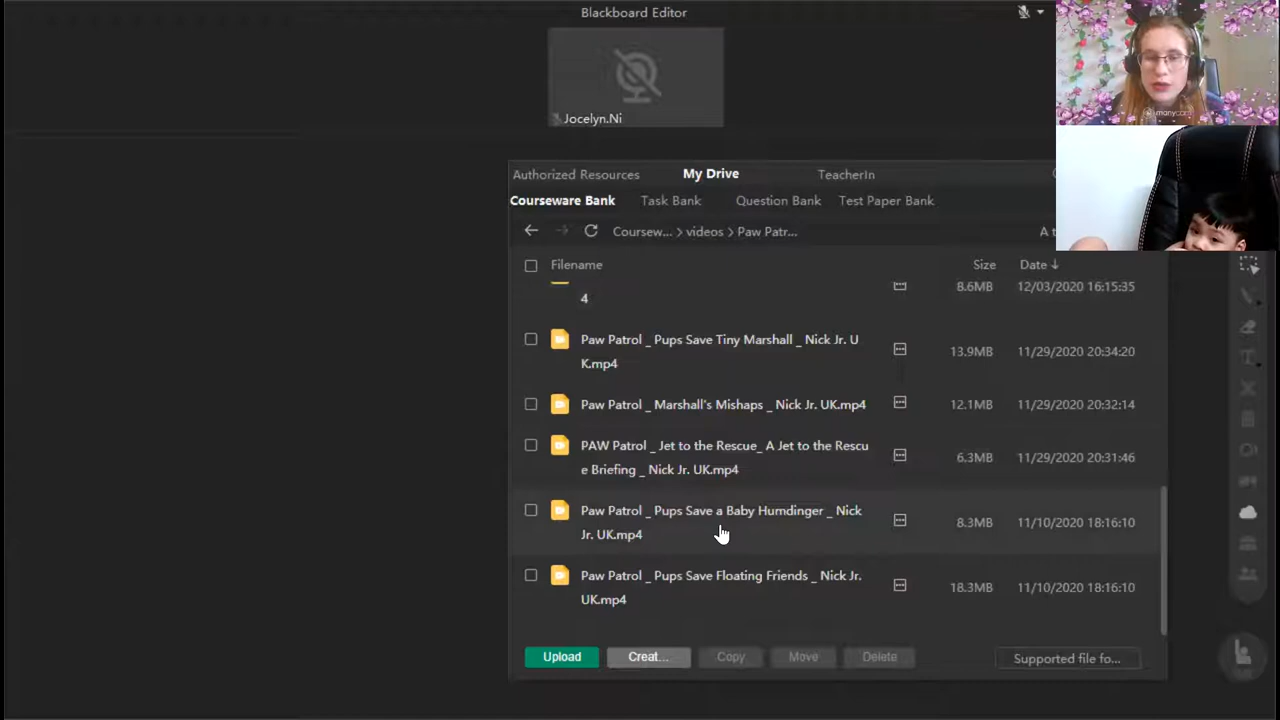 Blackboard Editor
manycam
Jocelyn.Ni
Authorized Resources My Drive TeacherIn
Courseware Bank Task Bank Question Bank Test Paper Bank
Coursew... > videos > Paw Patr... A t
Filename Size Date ↓
4 8.6MB 12/03/2020 16:15:35
Paw Patrol _ Pups Save Tiny Marshall _ Nick Jr. U
K.mp4 13.9MB 11/29/2020 20:34:20
Paw Patrol _ Marshall's Mishaps _ Nick Jr. UK.mp4 12.1MB 11/29/2020 20:32:14
PAW Patrol _ Jet to the Rescue_ A Jet to the Rescu
e Briefing _ Nick Jr. UK.mp4 6.3MB 11/29/2020 20:31:46
Paw Patrol _ Pups Save a Baby Humdinger _ Nick
Jr. UK.mp4 8.3MB 11/10/2020 18:16:10
Paw Patrol _ Pups Save Floating Friends _ Nick Jr.
UK.mp4 18.3MB 11/10/2020 18:16:10
Upload Creat... Copy Move Delete Supported file fo...